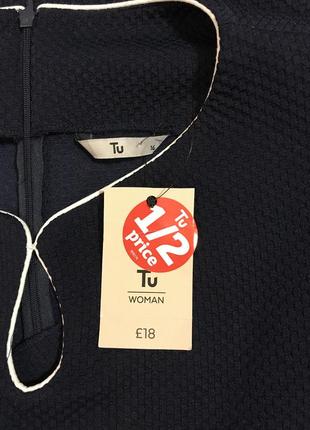 Tu
Tu
1/2
price
Tu
WOMAN
£18